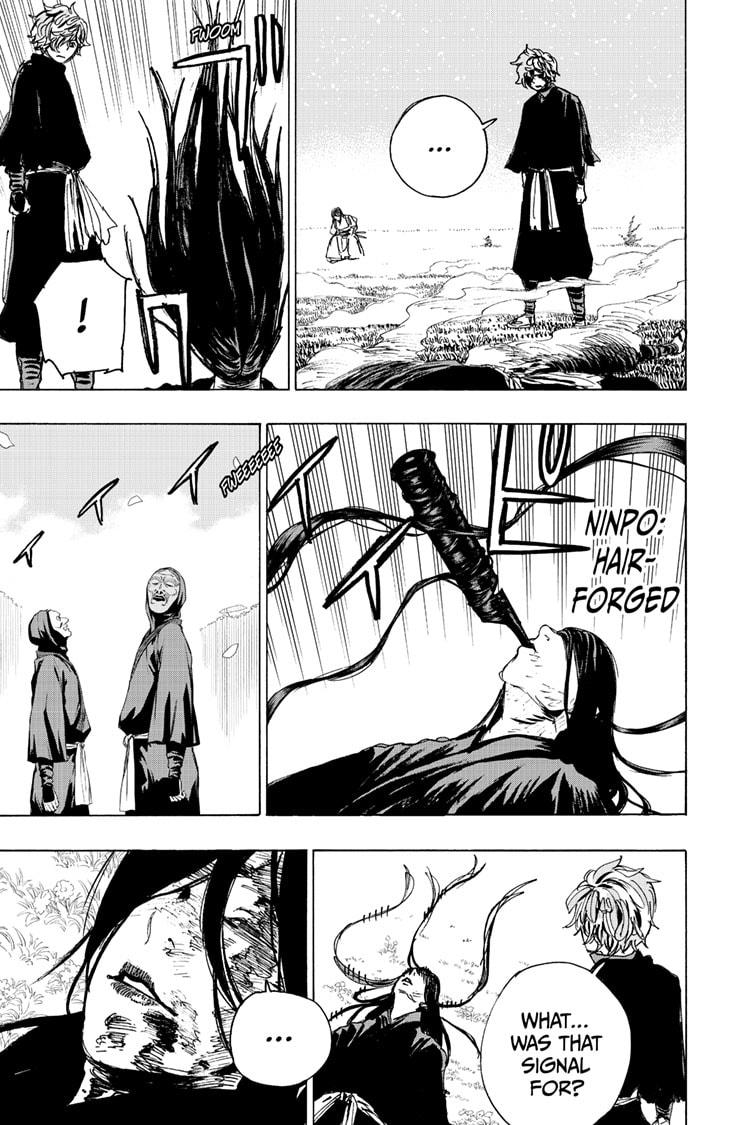 ...
FWOOM
!
NINPO:
HAIR-
FORGED
FWEEEEEEE
WHAT...
WAS THAT
SIGNAL
FOR?
...